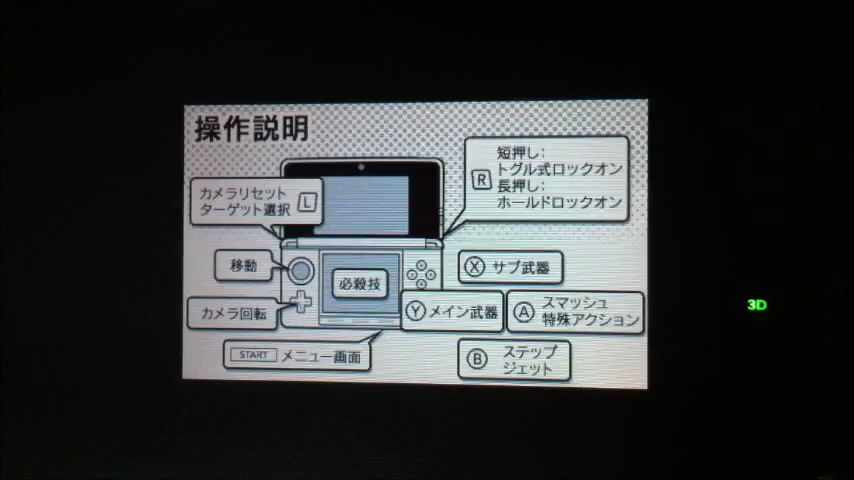 操作説明
カメラリセット
ターゲット選択
L
R
短押し:
トグル式ロックオン
長押し:
ホールドロックオン
移動
必殺技
X サブ武器
カメラ回転
Y メイン武器
A スマッシュ
特殊アクション
START メニュー画面
B ステップ
ジェット
3D